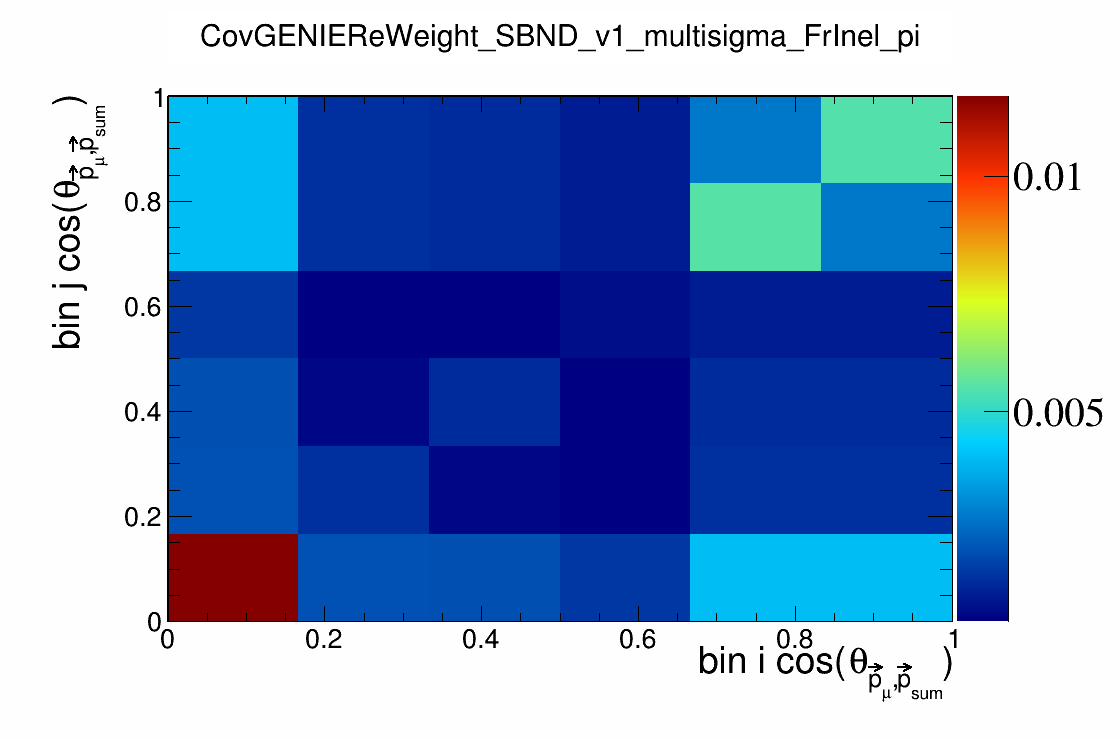 CovGENIEReWeight_SBND_v1_multisigma_FrInel_pi
bin j cos(θ p⃗μ,p⃗sum)
1
0.8
0.6
0.4
0.2
0
0 0.2 0.4 0.6 0.8 1
bin i cos(θ p⃗μ,p⃗sum)
0.01
0.005